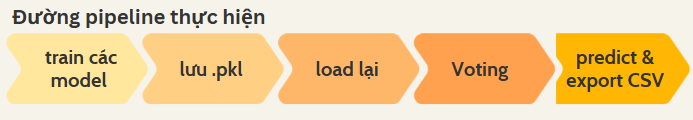 Đường pipeline thực hiện
train các
model
lưu .pkl
load lại
Voting
predict &
export CSV